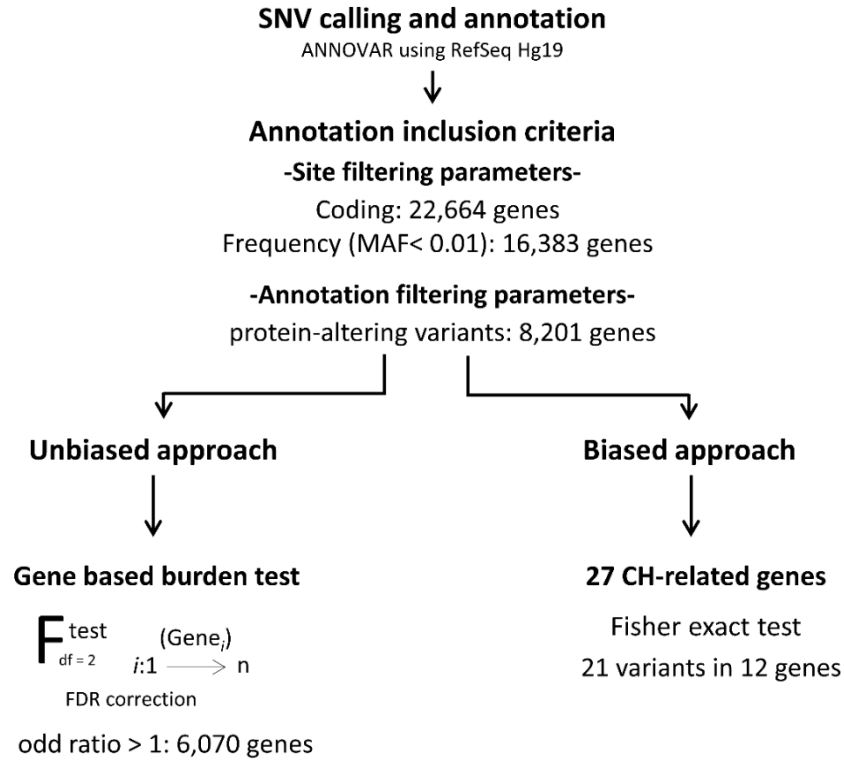 SNV calling and annotation
ANNOVAR using RefSeq Hg19
Annotation inclusion criteria
-Site filtering parameters-
Coding: 22,664 genes
Frequency (MAF< 0.01): 16,383 genes
-Annotation filtering parameters-
protein-altering variants: 8,201 genes
Unbiased approach
Biased approach
Gene based burden test
F test df = 2 i:1 (Genei) n
FDR correction
odd ratio > 1: 6,070 genes
27 CH-related genes
Fisher exact test
21 variants in 12 genes